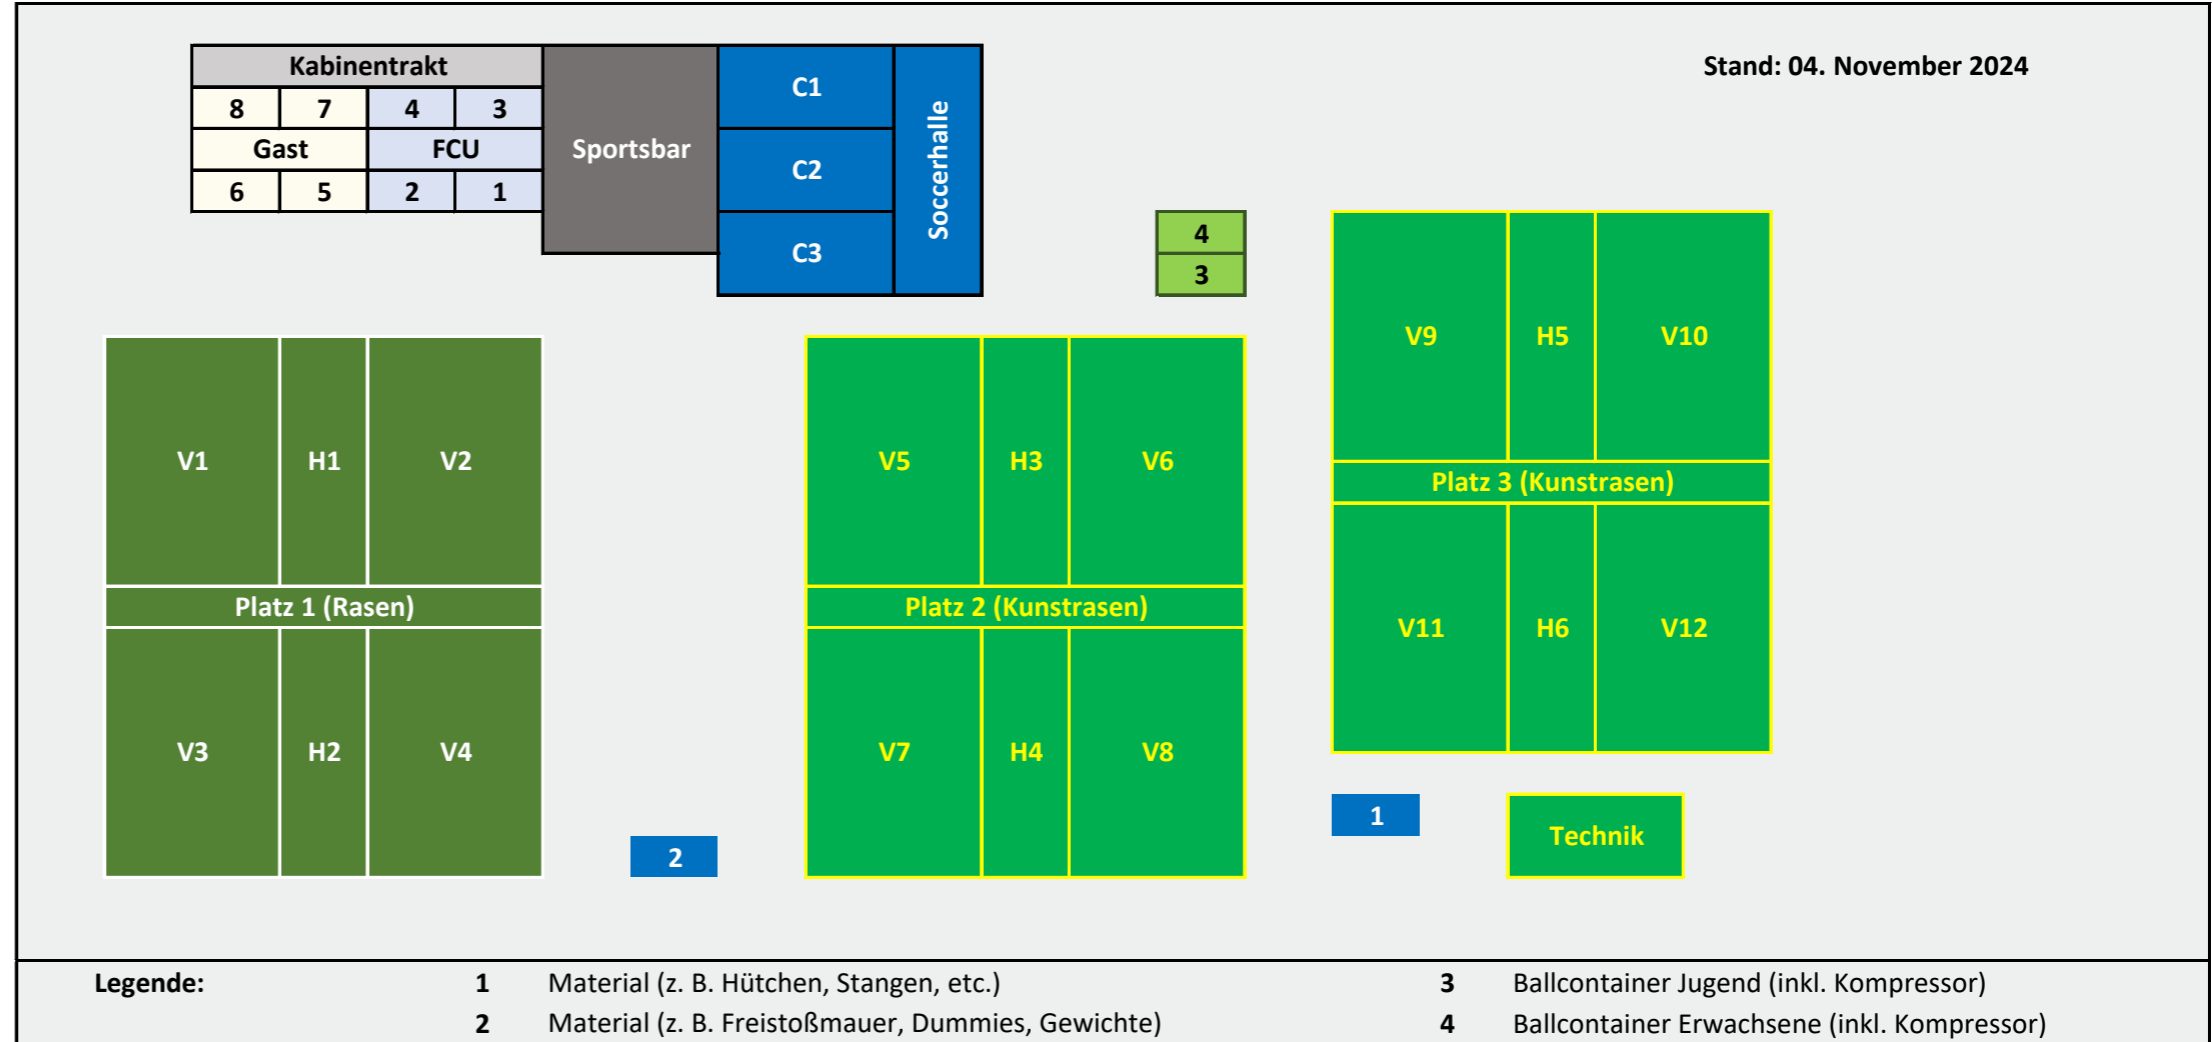 Kabinentrakt
Stand: 04. November 2024
8 7 4 3
Gast FCU
6 5 2 1
Sportsbar
C1
C2
C3
Soccerhalle
4
3
V1 H1 V2
Platz 1 (Rasen)
V3 H2 V4
V5 H3 V6
Platz 2 (Kunstrasen)
V7 H4 V8
V9 H5 V10
Platz 3 (Kunstrasen)
V11 H6 V12
2
1
Technik
Legende:
1 Material (z. B. Hütchen, Stangen, etc.)
2 Material (z. B. Freistoßmauer, Dummies, Gewichte)
3 Ballcontainer Jugend (inkl. Kompressor)
4 Ballcontainer Erwachsene (inkl. Kompressor)